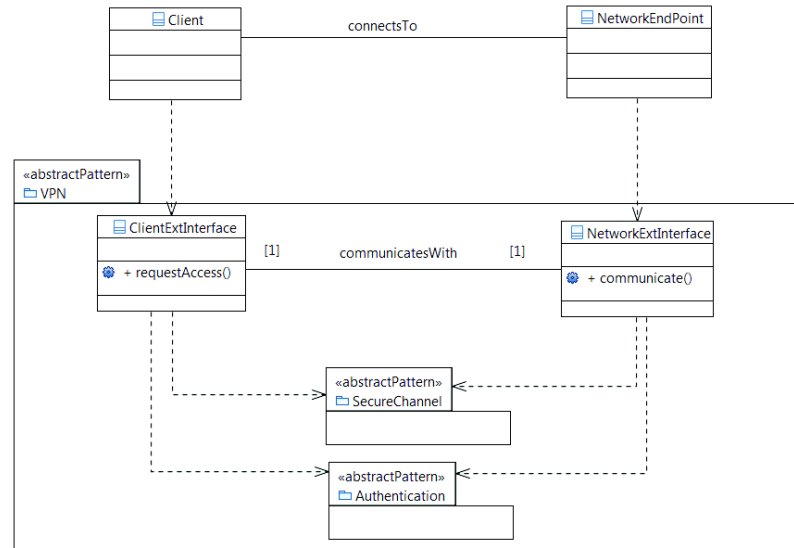 Client
connectsTo
NetworkEndPoint
«abstractPattern»
VPN
ClientExtInterface
+ requestAccess()
[1]
communicatesWith
[1]
NetworkExtInterface
+ communicate()
«abstractPattern»
SecureChannel
«abstractPattern»
Authentication